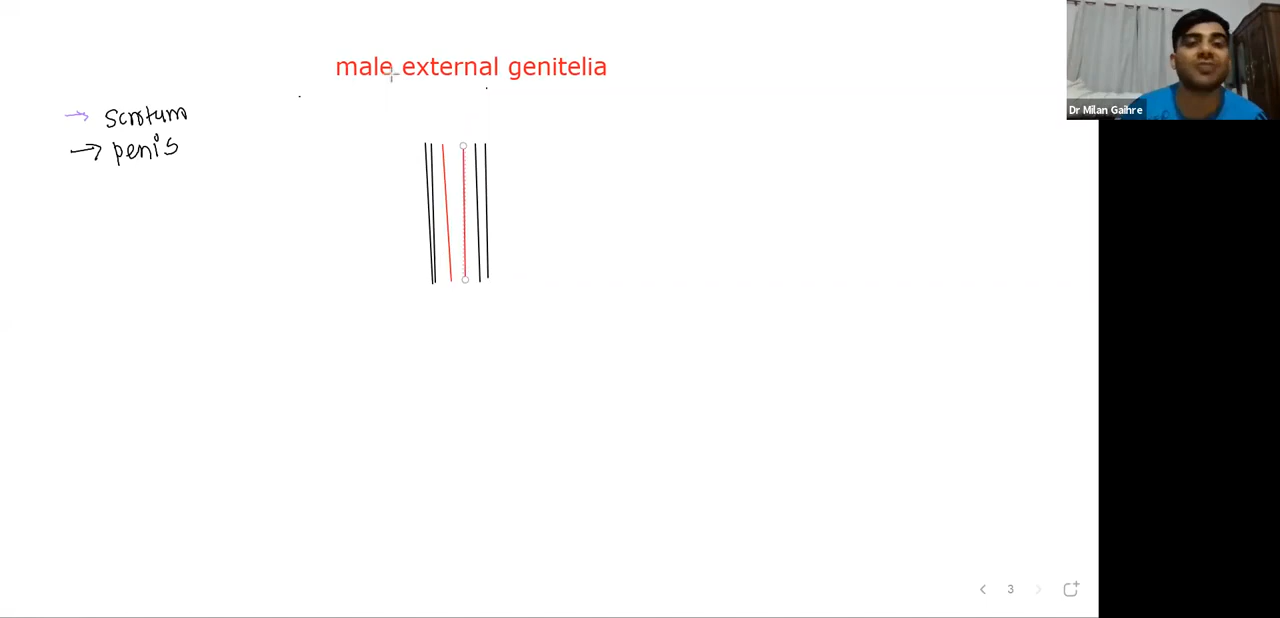 male external genitelia
→ scrotum
→ penis
Dr Milan Gaihre
< 3 >